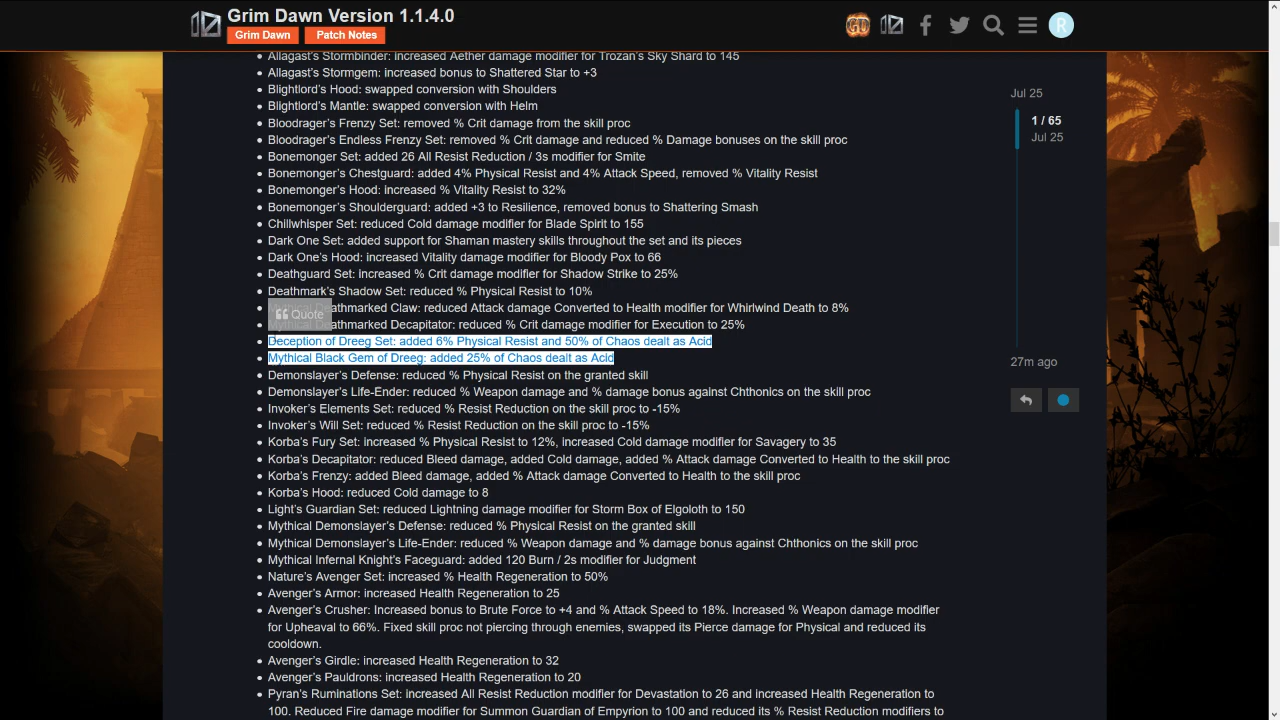 Grim Dawn Version 1.1.4.0
Grim Dawn Patch Notes
R
Allagast's Stormbinder: increased Aether damage modifier for Trozan's Sky Shard to 145
Allagast's Stormgem: increased bonus to Shattered Star to +3
Blightlord's Hood: swapped conversion with Shoulders
Blightlord's Mantle: swapped conversion with Helm
Bloodrager's Frenzy Set: removed % Crit damage from the skill proc
Bloodrager's Endless Frenzy Set: removed % Crit damage and reduced % Damage bonuses on the skill proc
Bonemonger Set: added 26 All Resist Reduction / 3s modifier for Smite
Bonemonger's Chestguard: added 4% Physical Resist and 4% Attack Speed, removed % Vitality Resist
Bonemonger's Hood: increased % Vitality Resist to 32%
Bonemonger's Shoulderguard: added +3 to Resilience, removed bonus to Shattering Smash
Chillwhisper Set: reduced Cold damage modifier for Blade Spirit to 155
Dark One Set: added support for Shaman mastery skills throughout the set and its pieces
Dark One's Hood: increased Vitality damage modifier for Bloody Pox to 66
Deathguard Set: increased % Crit damage modifier for Shadow Strike to 25%
Deathmark's Shadow Set: reduced % Physical Resist to 10%
Mythical Deathmarked Claw: reduced Attack damage Converted to Health modifier for Whirlwind Death to 8%
Quote
Mythical Deathmarked Decapitator: reduced % Crit damage modifier for Execution to 25%
Deception of Dreeg Set: added 6% Physical Resist and 50% of Chaos dealt as Acid
Mythical Black Gem of Dreeg: added 25% of Chaos dealt as Acid
Demonslayer's Defense: reduced % Physical Resist on the granted skill
Demonslayer's Life-Ender: reduced % Weapon damage and % damage bonus against Chthonics on the skill proc
Invoker's Elements Set: reduced % Resist Reduction on the skill proc to -15%
Invoker's Will Set: reduced % Resist Reduction on the skill proc to -15%
Korba's Fury Set: increased % Physical Resist to 12%, increased Cold damage modifier for Savagery to 35
Korba's Decapitator: reduced Bleed damage, added Cold damage, added % Attack damage Converted to Health to the skill proc
Korba's Frenzy: added Bleed damage, added % Attack damage Converted to Health to the skill proc
Korba's Hood: reduced Cold damage to 8
Light's Guardian Set: reduced Lightning damage modifier for Storm Box of Elgoloth to 150
Mythical Demonslayer's Defense: reduced % Physical Resist on the granted skill
Mythical Demonslayer's Life-Ender: reduced % Weapon damage and % damage bonus against Chthonics on the skill proc
Mythical Infernal Knight's Faceguard: added 120 Burn / 2s modifier for Judgment
Nature's Avenger Set: increased % Health Regeneration to 50%
Avenger's Armor: increased Health Regeneration to 25
Avenger's Crusher: Increased bonus to Brute Force to +4 and % Attack Speed to 18%. Increased % Weapon damage modifier
for Upheaval to 66%. Fixed skill proc not piercing through enemies, swapped its Pierce damage for Physical and reduced its
cooldown.
Avenger's Girdle: increased Health Regeneration to 32
Avenger's Pauldrons: increased Health Regeneration to 20
Pyran's Ruminations Set: increased All Resist Reduction modifier for Devastation to 26 and increased Health Regeneration to
100. Reduced Fire damage modifier for Summon Guardian of Empyrion to 100 and reduced its % Resist Reduction modifiers to
Jul 25
1 / 65
Jul 25
27m ago